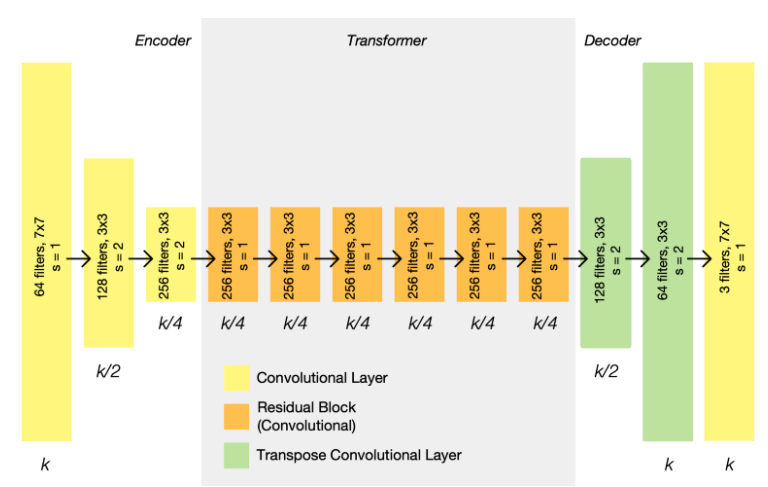 Encoder
Transformer
Decoder
64 filters, 7x7
s = 1
128 filters, 3x3
s = 2
256 filters, 3x3
s = 2
256 filters, 3x3
s = 1
256 filters, 3x3
s = 1
256 filters, 3x3
s = 1
256 filters, 3x3
s = 1
256 filters, 3x3
s = 1
256 filters, 3x3
s = 1
128 filters, 3x3
s = 2
64 filters, 3x3
s = 2
3 filters, 7x7
s = 1
k/4
k/4
k/4
k/4
k/4
k/4
k/4
k/2
k/2
Convolutional Layer
Residual Block
(Convolutional)
Transpose Convolutional Layer
k
k
k